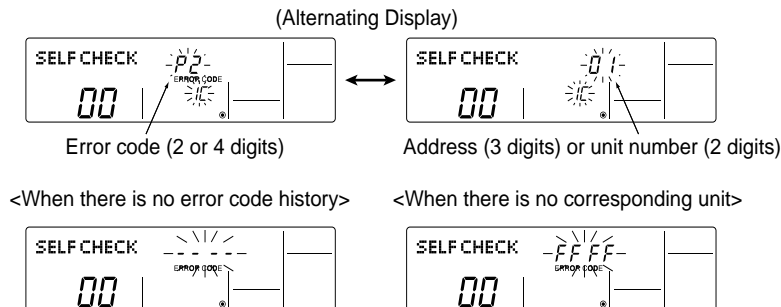 (Alternating Display)
SELF CHECK P2 SELF CHECK 01
ERROR CODE
00 IC 00 IC
Error code (2 or 4 digits) Address (3 digits) or unit number (2 digits)
<When there is no error code history> <When there is no corresponding unit>
SELF CHECK ---- SELF CHECK FFFF
ERROR CODE ERROR CODE
00 00